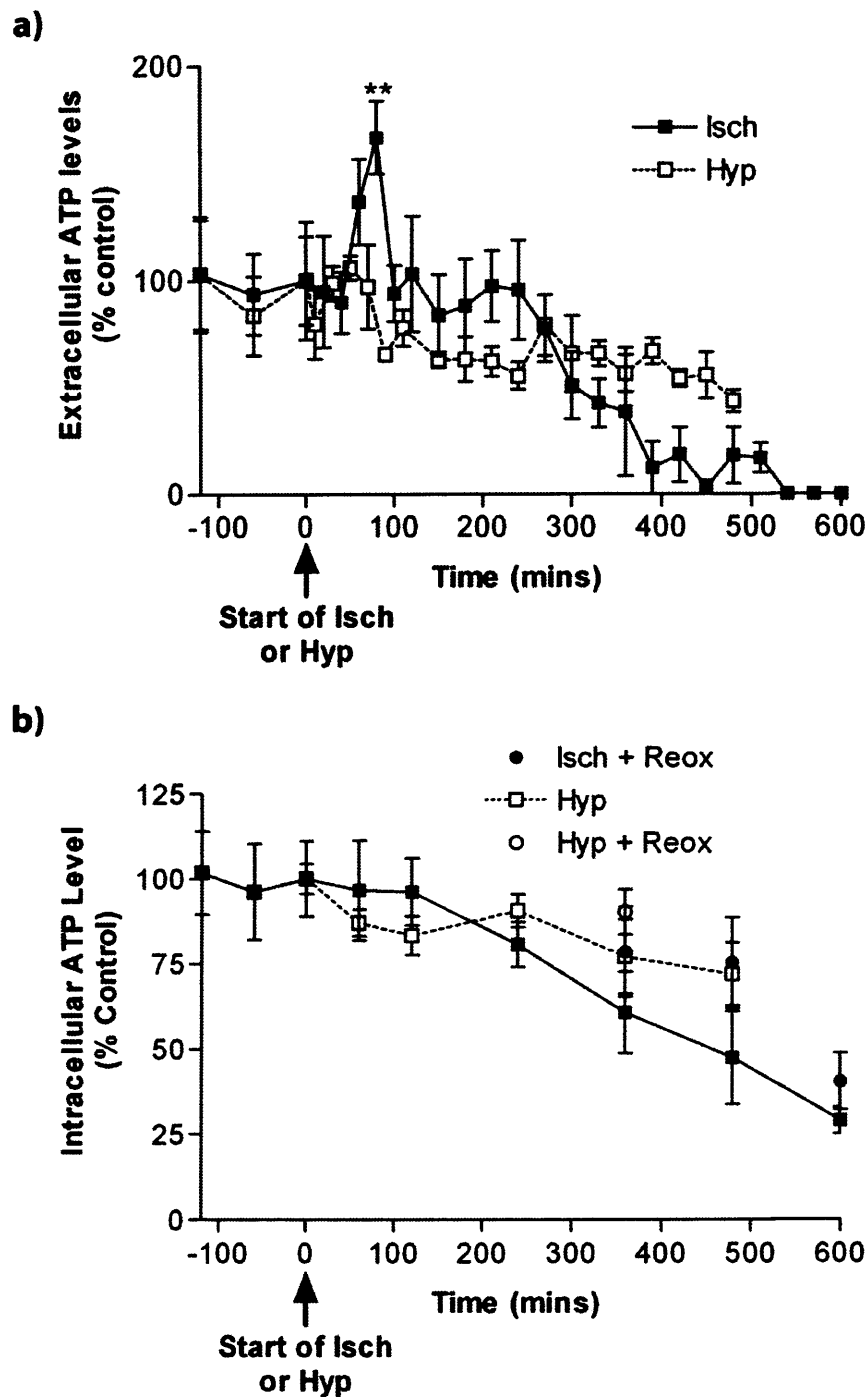 a)
200
**
Isch
Hyp
Extracellular ATP levels
(% control)
100
0
-100 0 100 200 300 400 500 600
Time (mins)
Start of Isch
or Hyp
b)
Isch + Reox
Hyp
Hyp + Reox
125
100
75
50
25
0
Intracellular ATP Level
(% Control)
-100 0 100 200 300 400 500 600
Time (mins)
Start of Isch
or Hyp